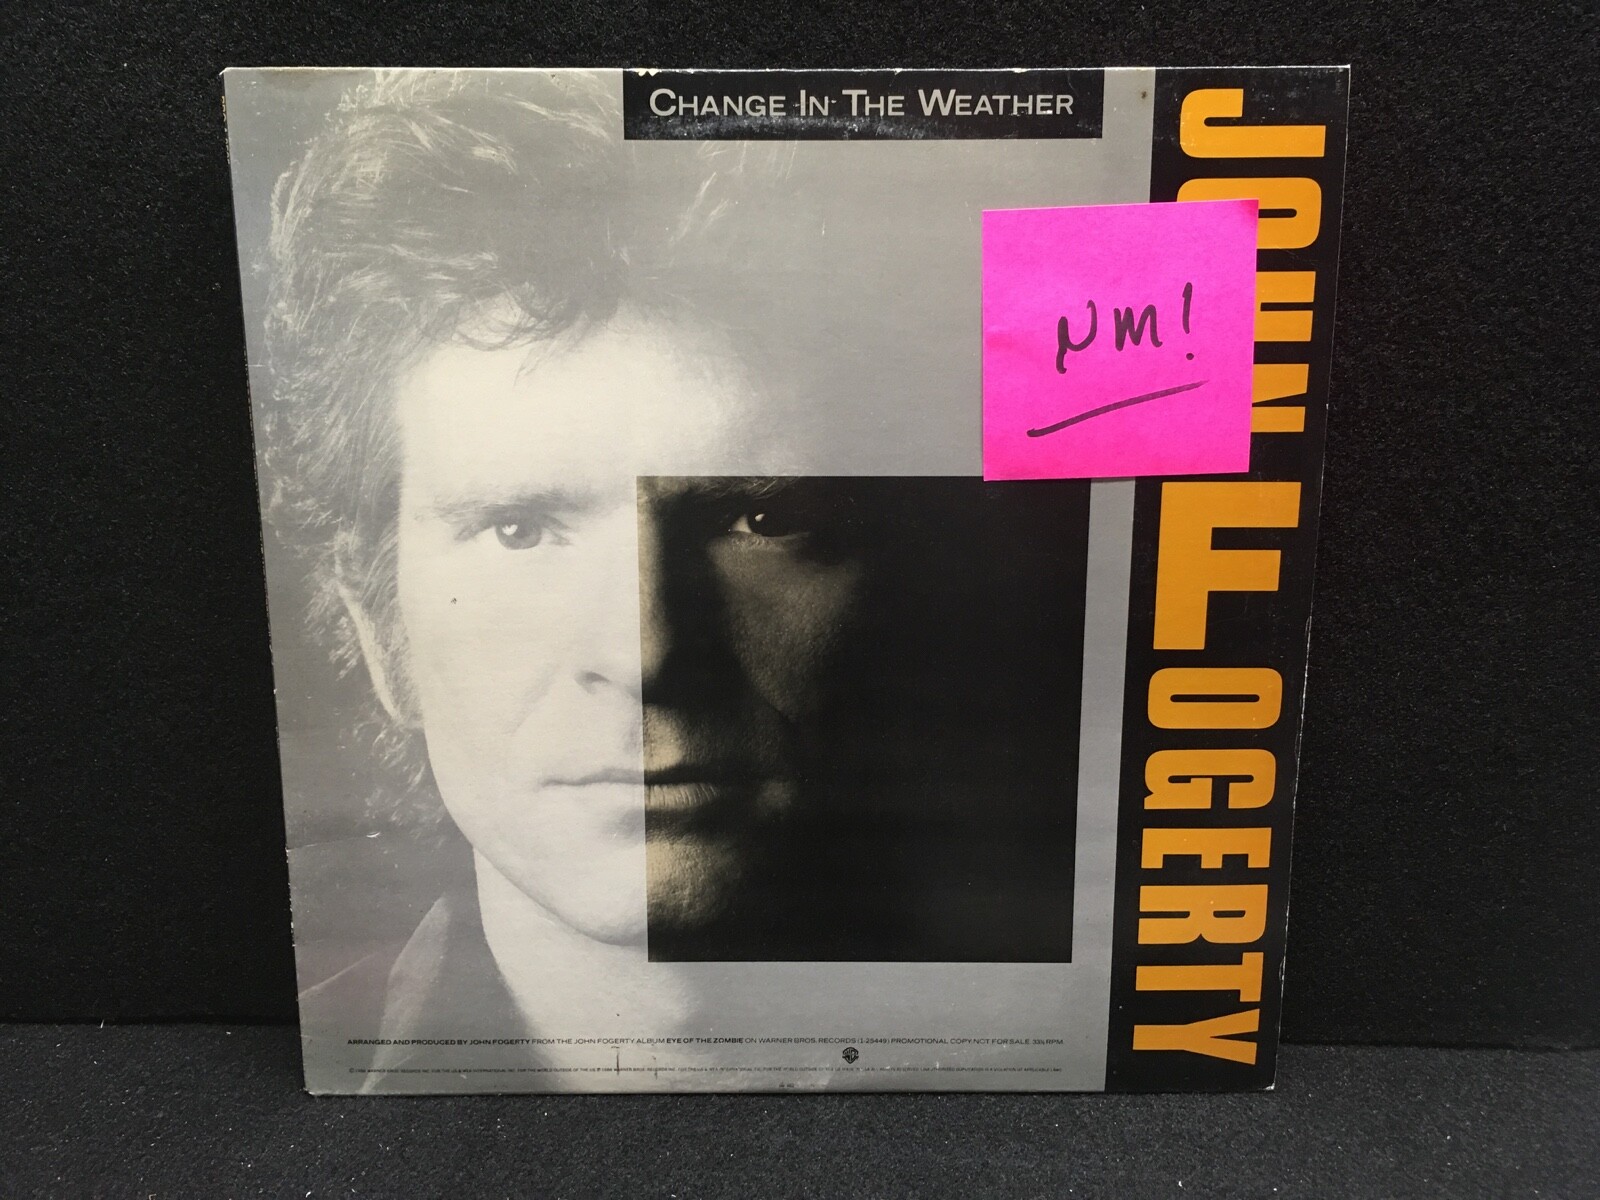 CHANGE IN THE WEATHER
JOHN FOGERTY
NM!
ARRANGED AND PRODUCED BY JOHN FOGERTY FROM THE JOHN FOGERTY ALBUM EYE OF THE ZOMBIE ON WARNER BROS. RECORDS (1-25449) PROMOTIONAL COPY NOT FOR SALE. 33⅓ RPM.